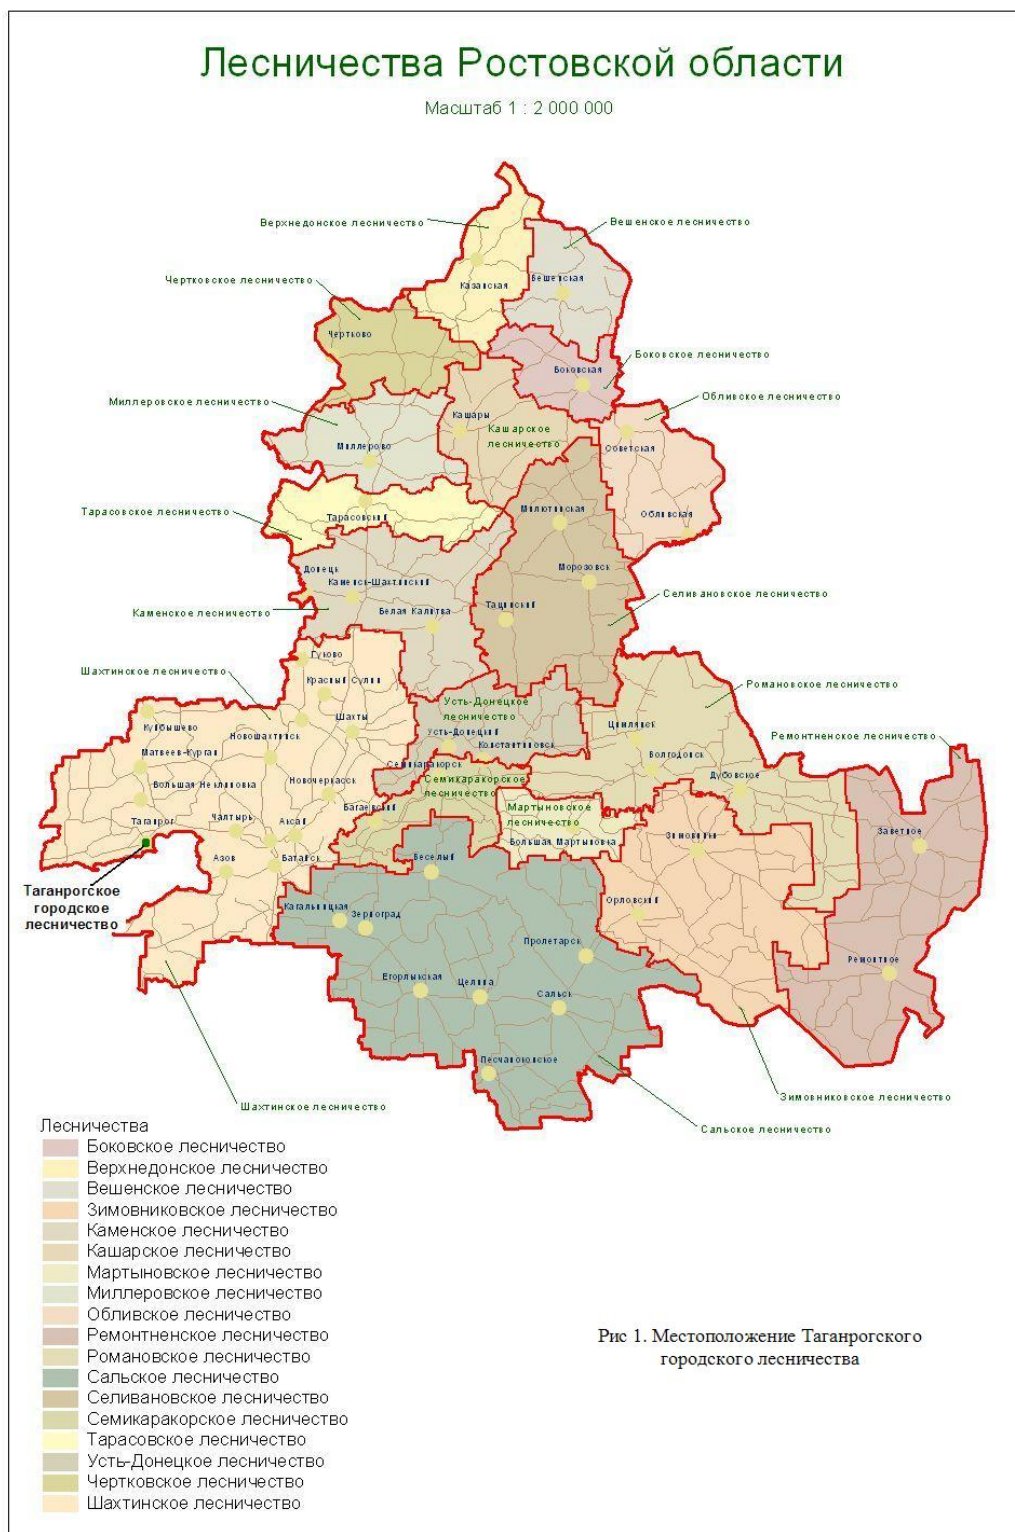 Лесничества Ростовской области
Масштаб 1 : 2 000 000
Верхнедонское лесничество
Вешенское лесничество
Казанская
Вешенская
Чертковское лесничество
Чертково
Боковское лесничество
Боковская
Миллеровское лесничество
Обливское лесничество
Кашары
Кашарское
лесничество
Миллерово
Советская
Тарасовское лесничество
Тарасовский
Милютинская
Обливская
Донецк
Каменск-Шахтинский
Морозовск
Каменское лесничество
Белая Калитва
Тацинский
Селивановское лесничество
Шахтинское лесничество
Гуково
Красный Сулин
Романовское лесничество
Усть-Донецкое
лесничество
Куйбышево
Новошахтинск
Шахты
Усть-Донецкий
Константиновск
Цимлянск
Ремонтненское лесничество
Матвеев-Курган
Волгодонск
Большая Неклиновка
Новочеркасск
Семикаракорск
Семикаракорское
лесничество
Дубовское
Таганрог
Чалтырь
Аксай
Багаевский
Мартыновское
лесничество
Большая Мартыновка
Зимовники
Заветное
Азов
Батайск
Веселый
Таганрогское
городское
лесничество
Кагальницкая
Зерноград
Орловский
Пролетарск
Егорлыкская
Целина
Сальск
Ремонтное
Песчанокопское
Шахтинское лесничество
Зимовниковское лесничество
Сальское лесничество
Лесничества
Боковское лесничество
Верхнедонское лесничество
Вешенское лесничество
Зимовниковское лесничество
Каменское лесничество
Кашарское лесничество
Мартыновское лесничество
Миллеровское лесничество
Обливское лесничество
Ремонтненское лесничество
Романовское лесничество
Сальское лесничество
Селивановское лесничество
Семикаракорское лесничество
Тарасовское лесничество
Усть-Донецкое лесничество
Чертковское лесничество
Шахтинское лесничество
Рис 1. Местоположение Таганрогского
городского лесничества